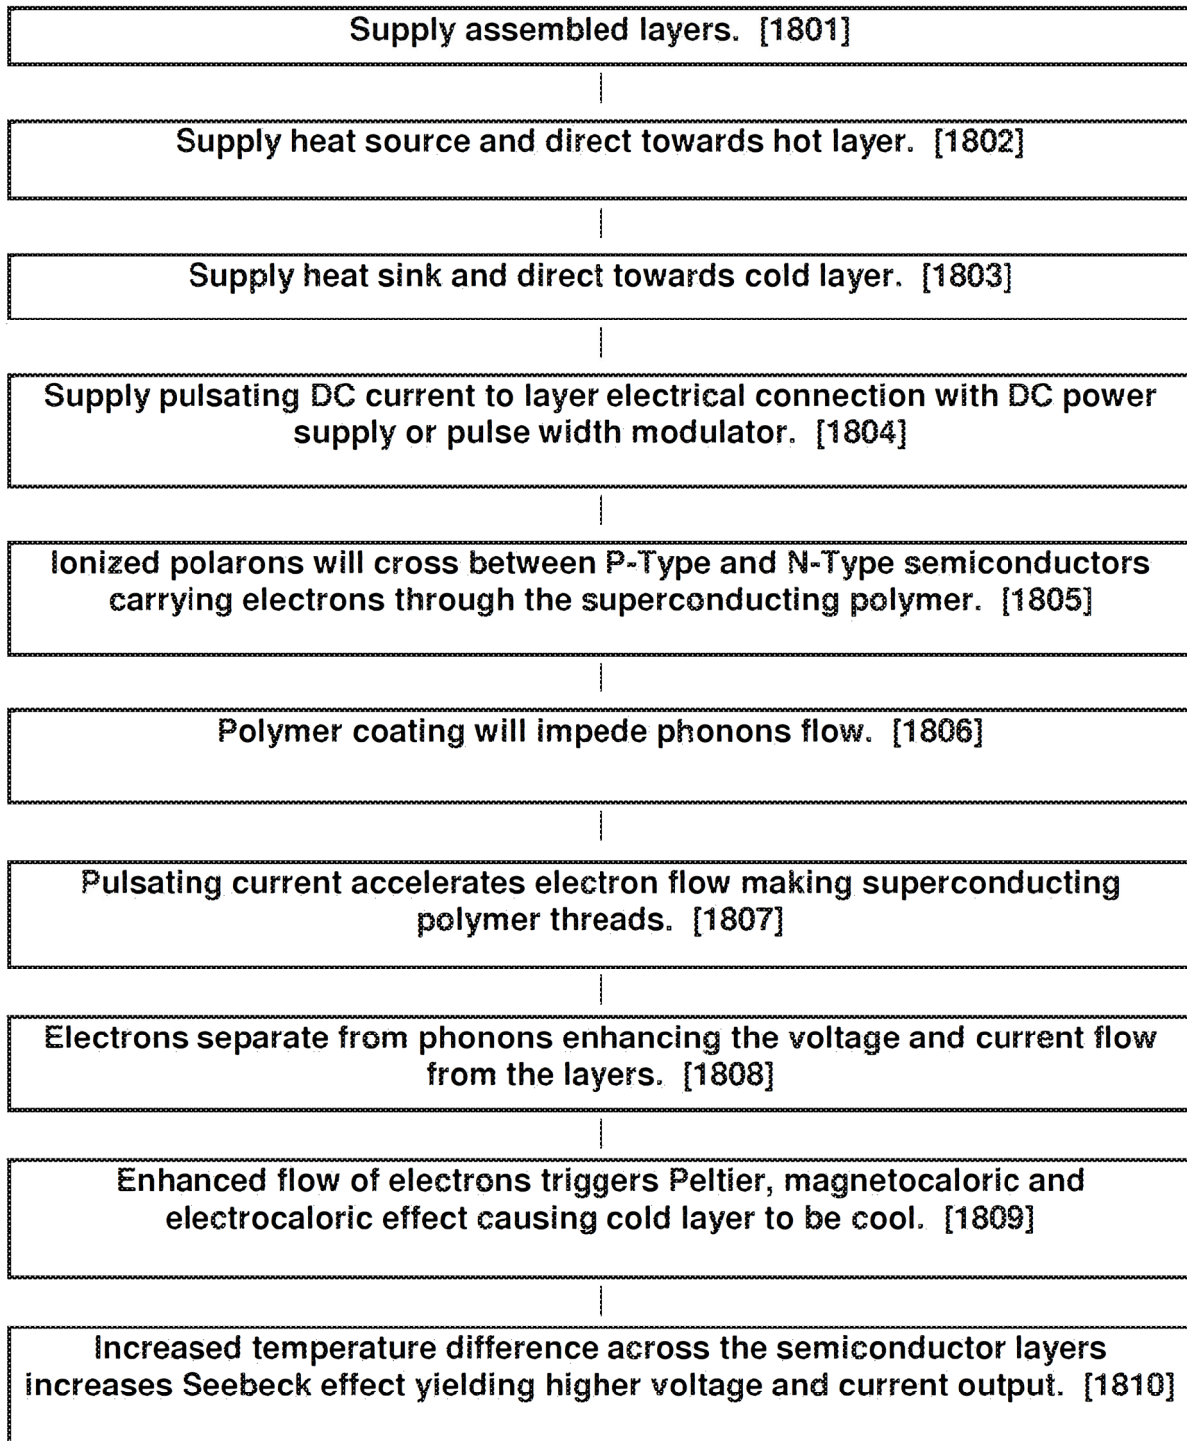 Supply assembled layers. [1801]
Supply heat source and direct towards hot layer. [1802]
Supply heat sink and direct towards cold layer. [1803]
Supply pulsating DC current to layer electrical connection with DC power
supply or pulse width modulator. [1804]
Ionized polarons will cross between P-Type and N-Type semiconductors
carrying electrons through the superconducting polymer. [1805]
Polymer coating will impede phonons flow. [1806]
Pulsating current accelerates electron flow making superconducting
polymer threads. [1807]
Electrons separate from phonons enhancing the voltage and current flow
from the layers. [1808]
Enhanced flow of electrons triggers Peltier, magnetocaloric and
electrocaloric effect causing cold layer to be cool. [1809]
Increased temperature difference across the semiconductor layers
increases Seebeck effect yielding higher voltage and current output. [1810]